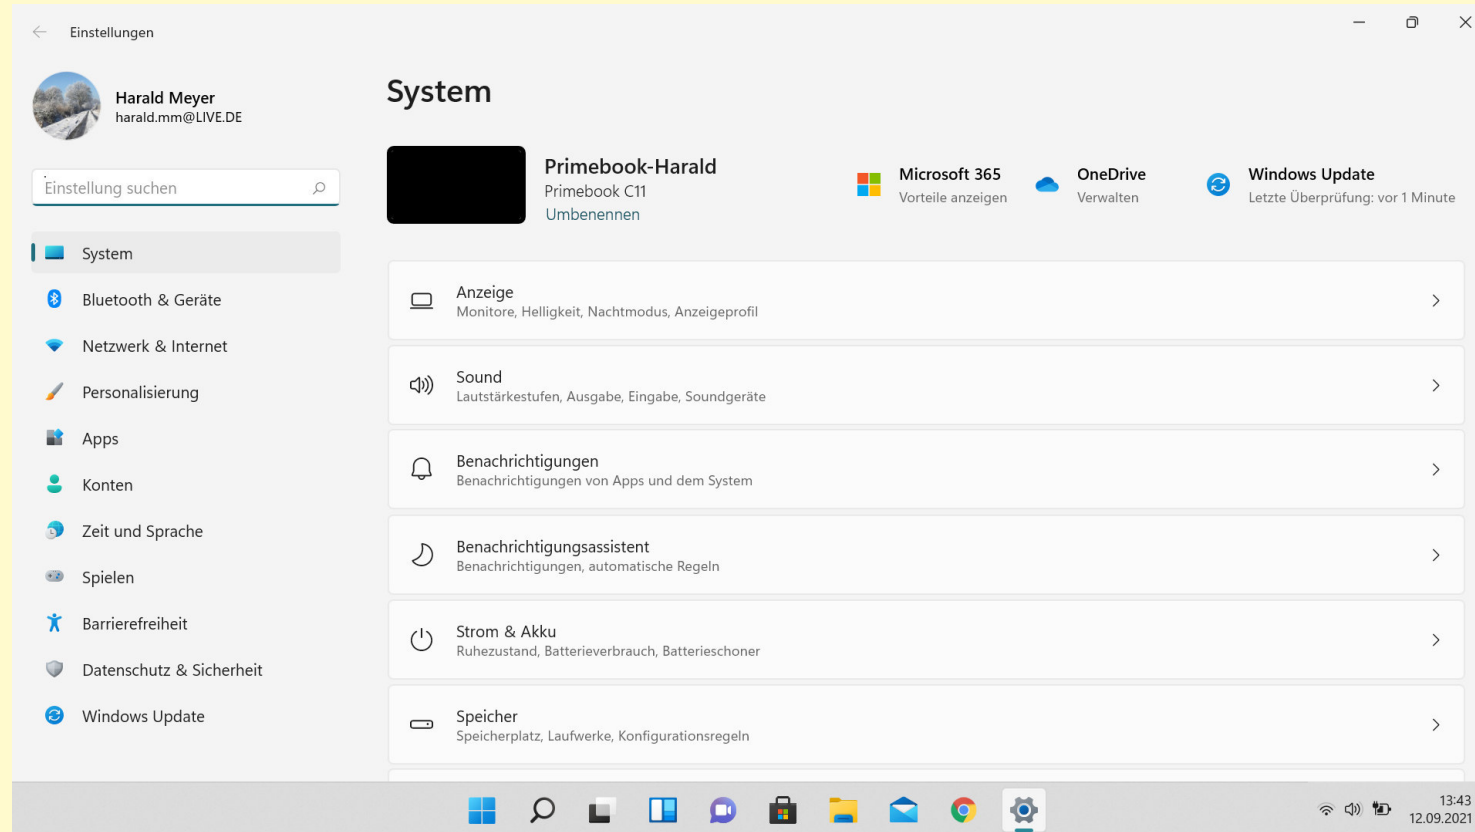 Einstellungen
Harald Meyer
harald.mm@LIVE.DE
Einstellung suchen
System
Bluetooth & Geräte
Netzwerk & Internet
Personalisierung
Apps
Konten
Zeit und Sprache
Spielen
Barrierefreiheit
Datenschutz & Sicherheit
Windows Update
System
Primebook-Harald
Primebook C11
Umbenennen
Microsoft 365
Vorteile anzeigen
OneDrive
Verwalten
Windows Update
Letzte Überprüfung: vor 1 Minute
Anzeige
Monitore, Helligkeit, Nachtmodus, Anzeigeprofil
Sound
Lautstärkestufen, Ausgabe, Eingabe, Soundgeräte
Benachrichtigungen
Benachrichtigungen von Apps und dem System
Benachrichtigungsassistent
Benachrichtigungen, automatische Regeln
Strom & Akku
Ruhezustand, Batterieverbrauch, Batterieschoner
Speicher
Speicherplatz, Laufwerke, Konfigurationsregeln
13:43
12.09.2021